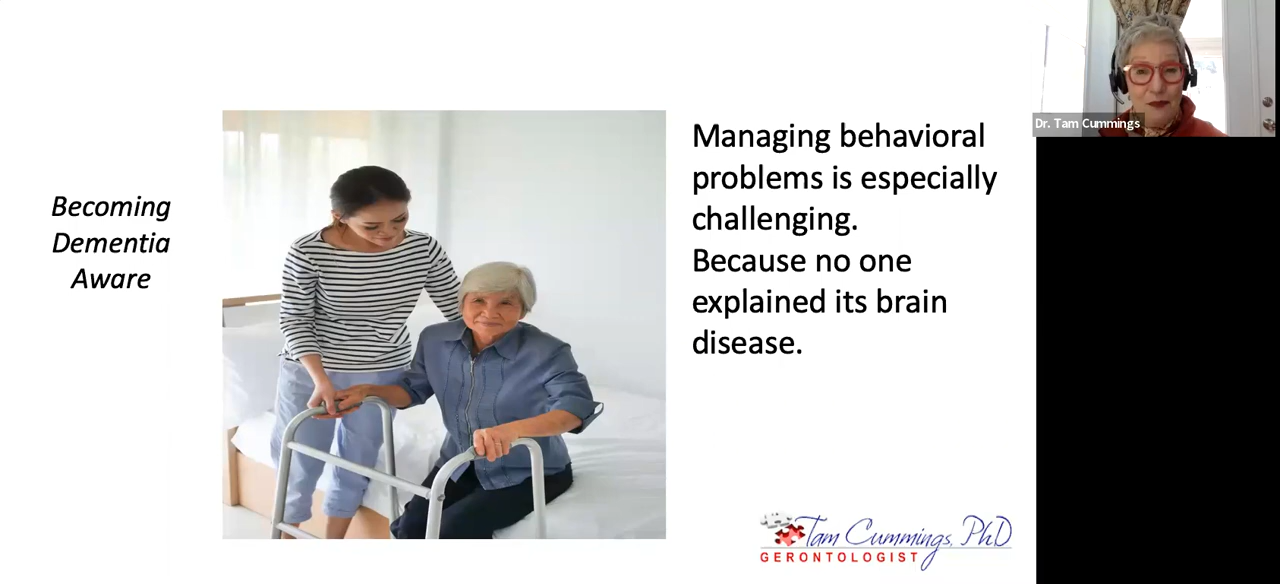 Becoming
Dementia
Aware
Managing behavioral
problems is especially
challenging.
Because no one
explained its brain
disease.
Tam Cummings, PhD
GERONTOLOGIST
Dr. Tam Cummings